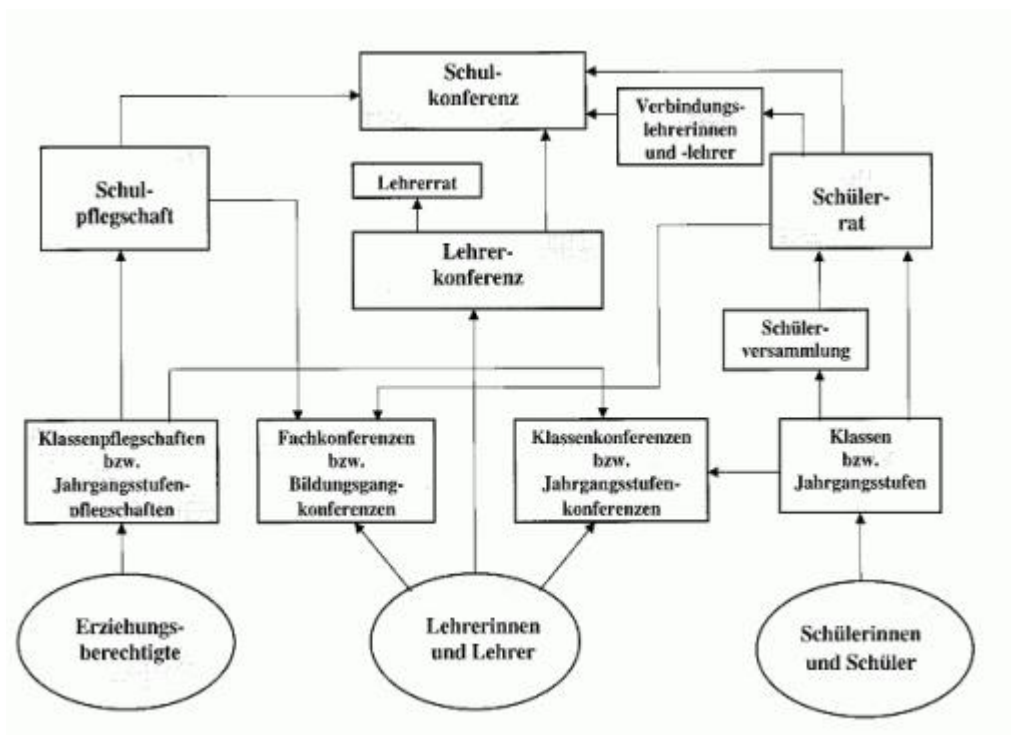 Schul-
konferenz
Verbindungs-
lehrerinnen
und -lehrer
Schul-
pflegschaft
Lehrerrat
Schüler-
rat
Lehrer-
konferenz
Schüler-
versammlung
Klassenpflegschaften
bzw.
Jahrgangsstufen-
pflegschaften
Fachkonferenzen
bzw.
Bildungsgang-
konferenzen
Klassenkonferenzen
bzw.
Jahrgangsstufen-
konferenzen
Klassen
bzw.
Jahrgangsstufen
Erziehungs-
berechtigte
Lehrerinnen
und Lehrer
Schülerinnen
und Schüler